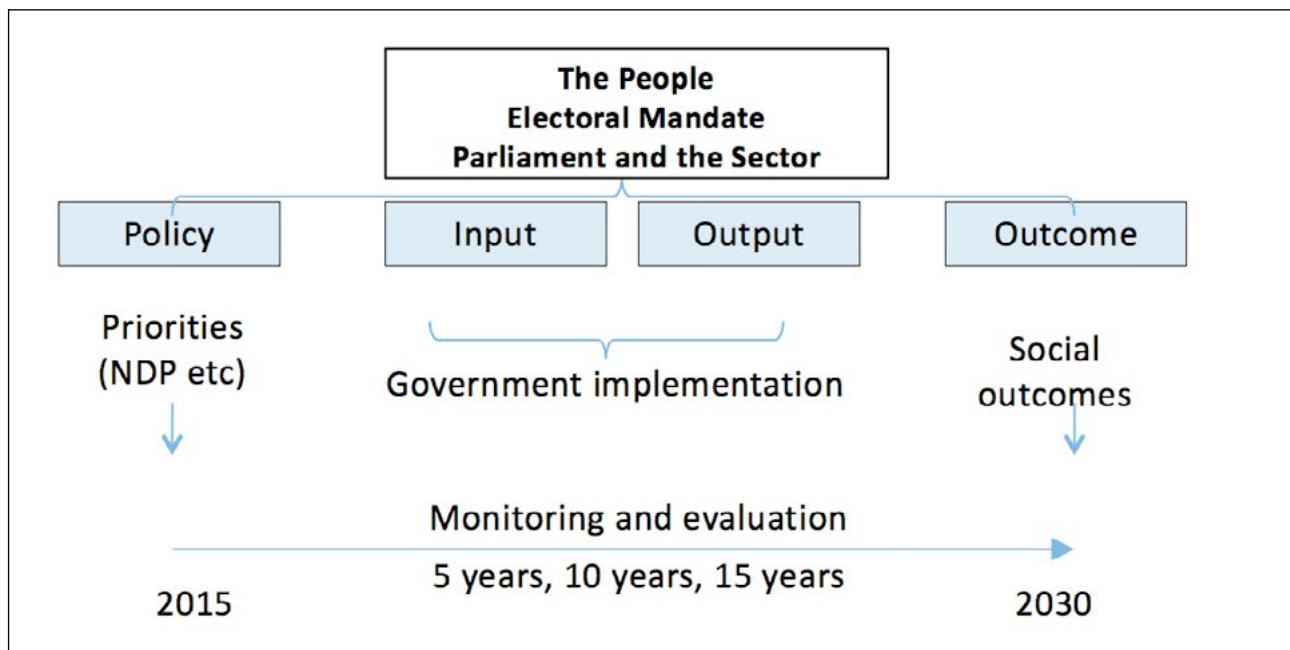 The People
Electoral Mandate
Parliament and the Sector
Policy
Input
Output
Outcome
Priorities
(NDP etc)
Government implementation
Social
outcomes
Monitoring and evaluation
5 years, 10 years, 15 years
2015
2030